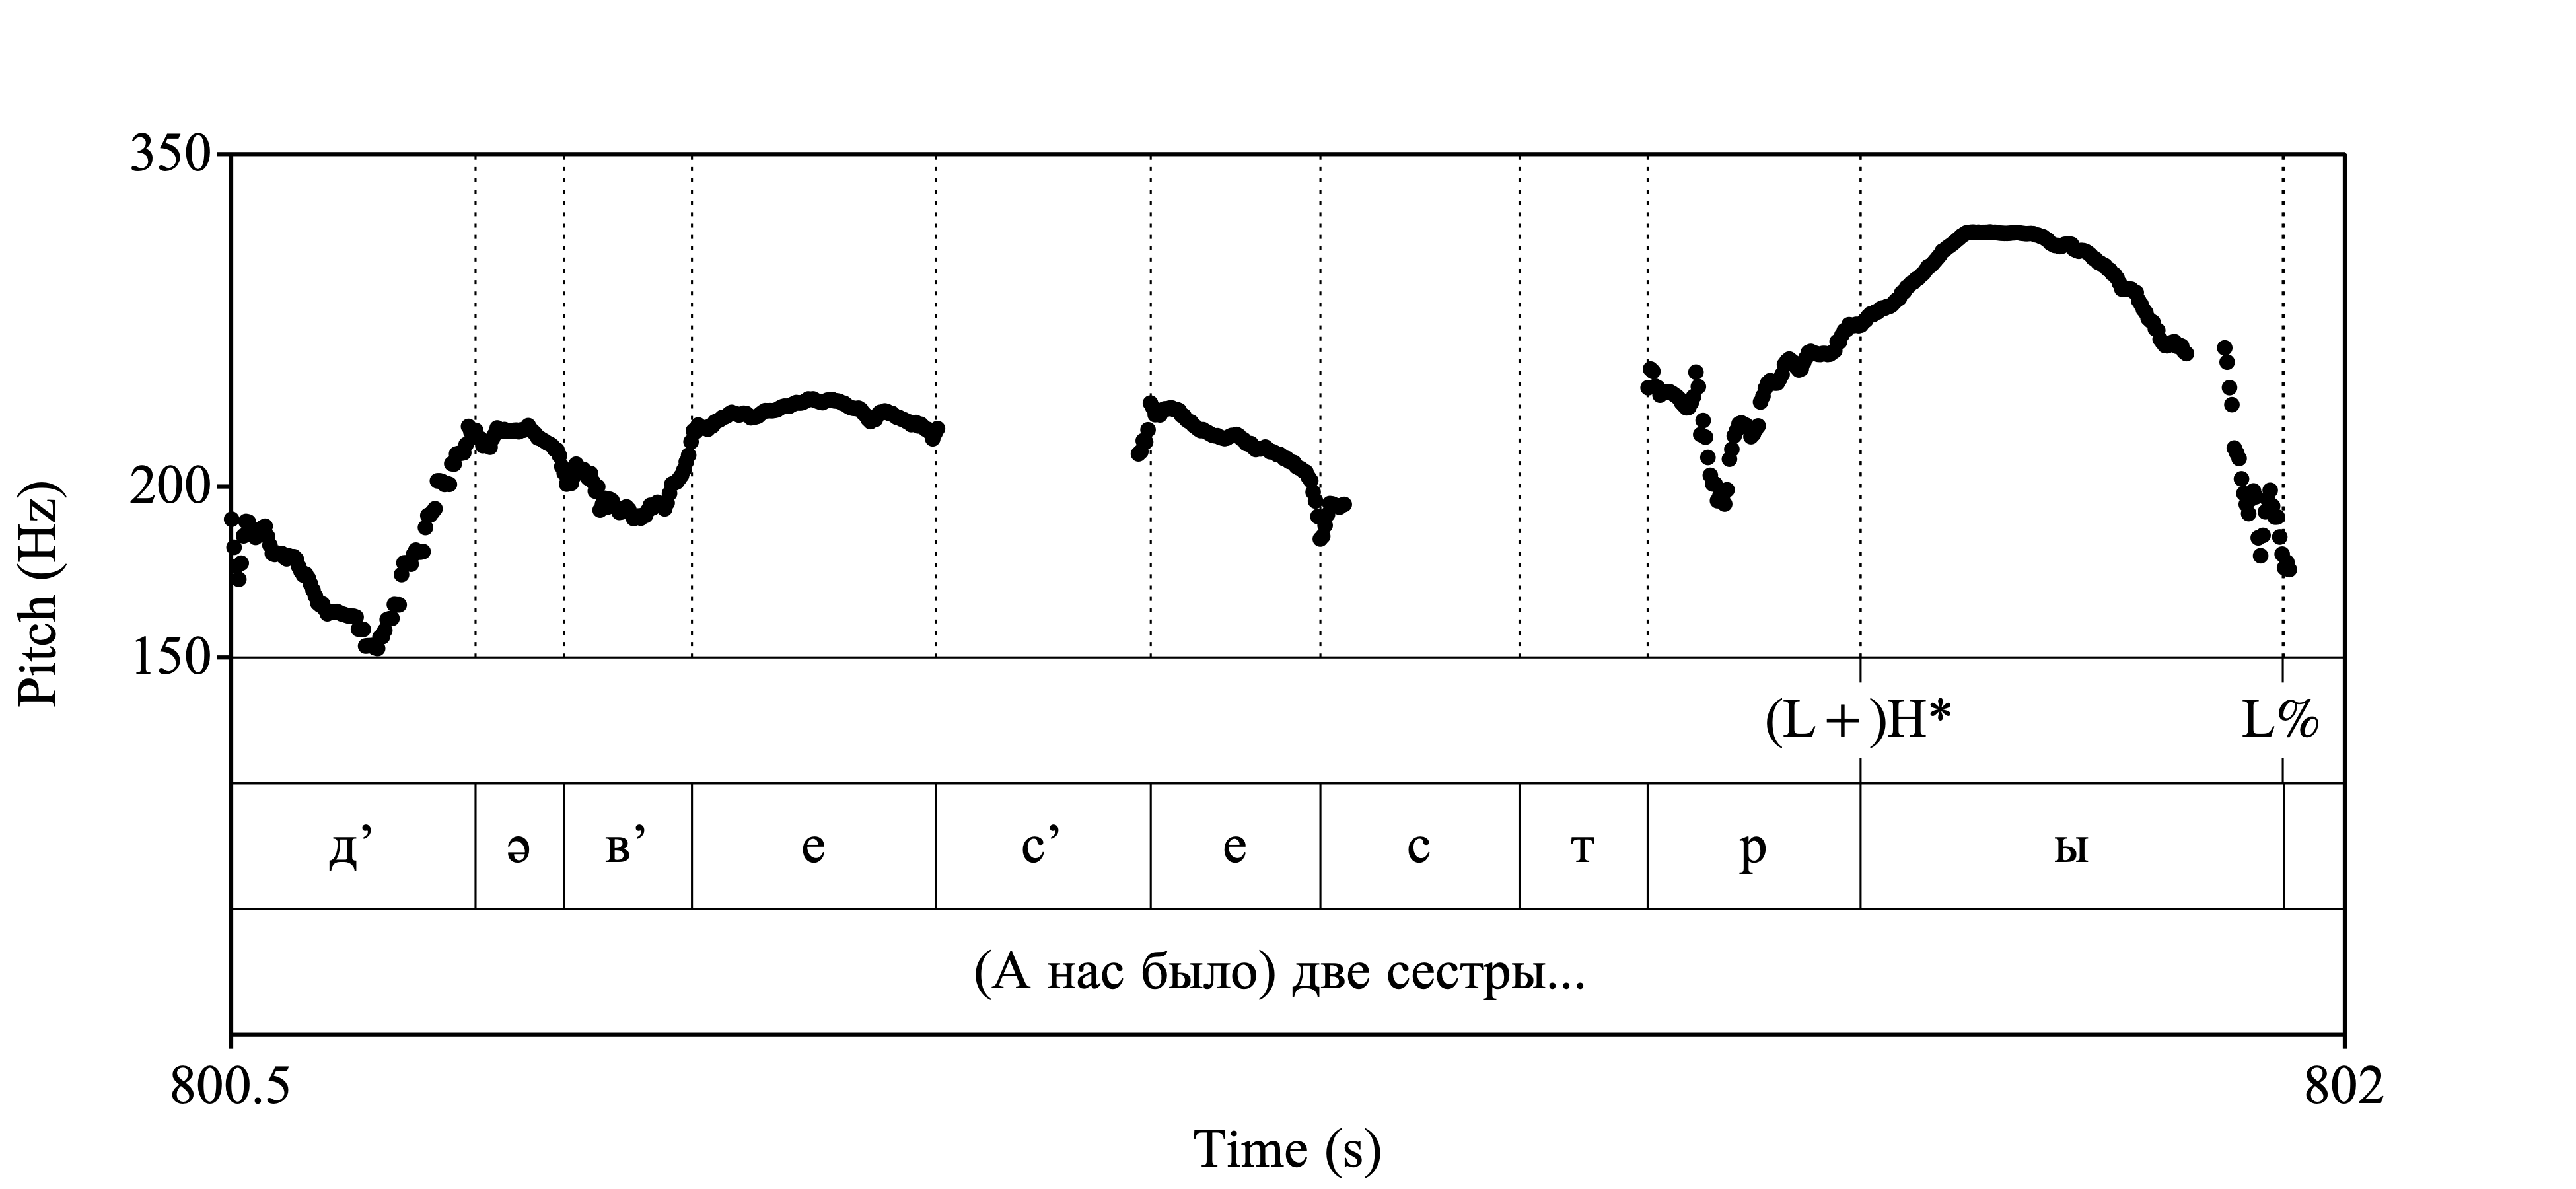 350
200
150
Pitch (Hz)
(L+)H* L%
д’ ə в’ е с’ е с т р ы
(А нас было) две сестры...
800.5 802
Time (s)